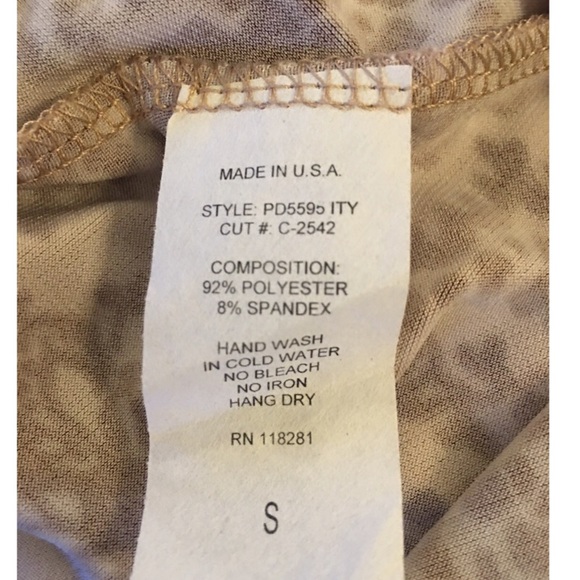 MADE IN U.S.A.
STYLE: PD5595 ITY
CUT #: C-2542
COMPOSITION:
92% POLYESTER
8% SPANDEX
HAND WASH
IN COLD WATER
NO BLEACH
NO IRON
HANG DRY
RN 118281
S